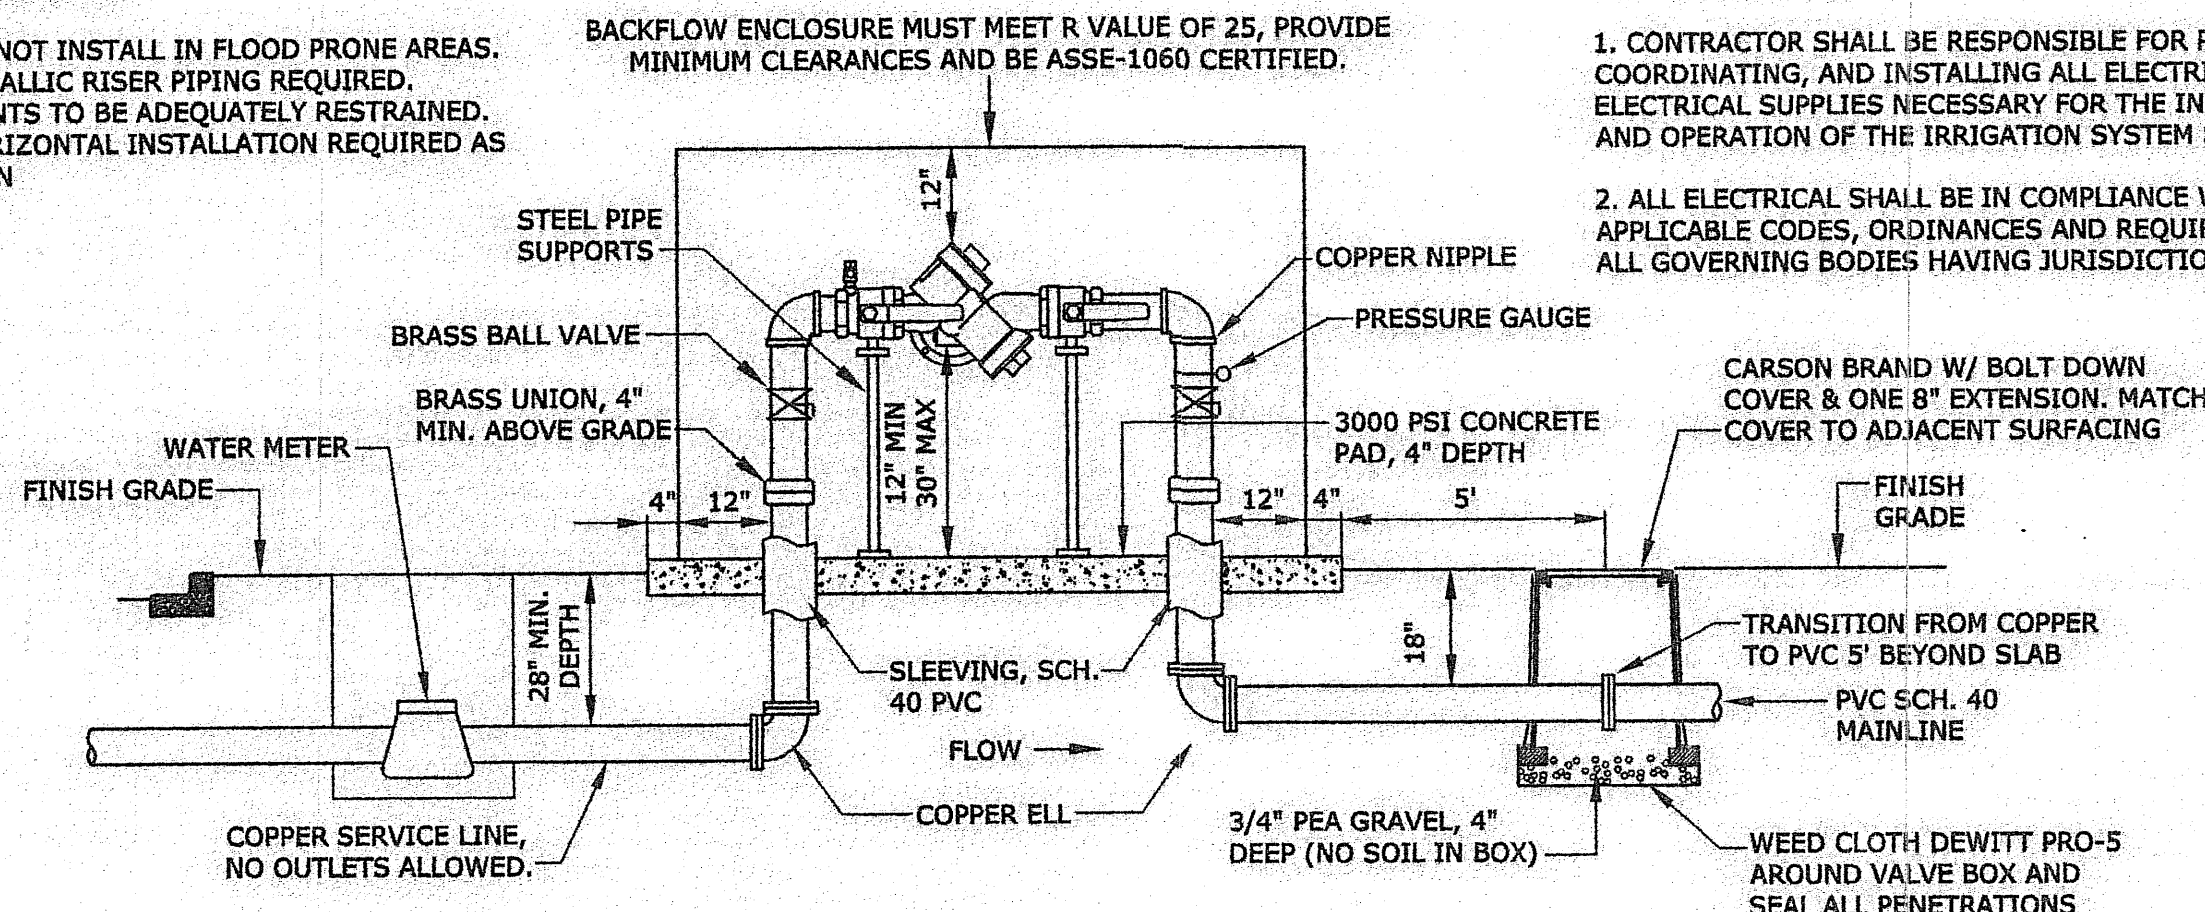 NOT INSTALL IN FLOOD PRONE AREAS.
ALLIC RISER PIPING REQUIRED.
NTS TO BE ADEQUATELY RESTRAINED.
RIZONTAL INSTALLATION REQUIRED AS
N
BACKFLOW ENCLOSURE MUST MEET R VALUE OF 25, PROVIDE
MINIMUM CLEARANCES AND BE ASSE-1060 CERTIFIED.
1. CONTRACTOR SHALL BE RESPONSIBLE FOR
COORDINATING, AND INSTALLING ALL ELECTRI
ELECTRICAL SUPPLIES NECESSARY FOR THE IN
AND OPERATION OF THE IRRIGATION SYSTEM
2. ALL ELECTRICAL SHALL BE IN COMPLIANCE
APPLICABLE CODES, ORDINANCES AND REQUI
ALL GOVERNING BODIES HAVING JURISDICTIO
12"
STEEL PIPE
SUPPORTS
COPPER NIPPLE
BRASS BALL VALVE
PRESSURE GAUGE
BRASS UNION, 4"
MIN. ABOVE GRADE
CARSON BRAND W/ BOLT DOWN
COVER & ONE 8" EXTENSION. MATCH
COVER TO ADJACENT SURFACING
12" MIN
30" MAX
3000 PSI CONCRETE
PAD, 4" DEPTH
WATER METER
FINISH GRADE
4"
12"
12"
4"
5'
FINISH
GRADE
28" MIN.
DEPTH
18"
SLEEVING, SCH.
40 PVC
TRANSITION FROM COPPER
TO PVC 5' BEYOND SLAB
PVC SCH. 40
MAINLINE
FLOW
COPPER ELL
COPPER SERVICE LINE,
NO OUTLETS ALLOWED.
3/4" PEA GRAVEL, 4"
DEEP (NO SOIL IN BOX)
WEED CLOTH DEWITT PRO-5
AROUND VALVE BOX AND
SEAL ALL PENETRATIONS